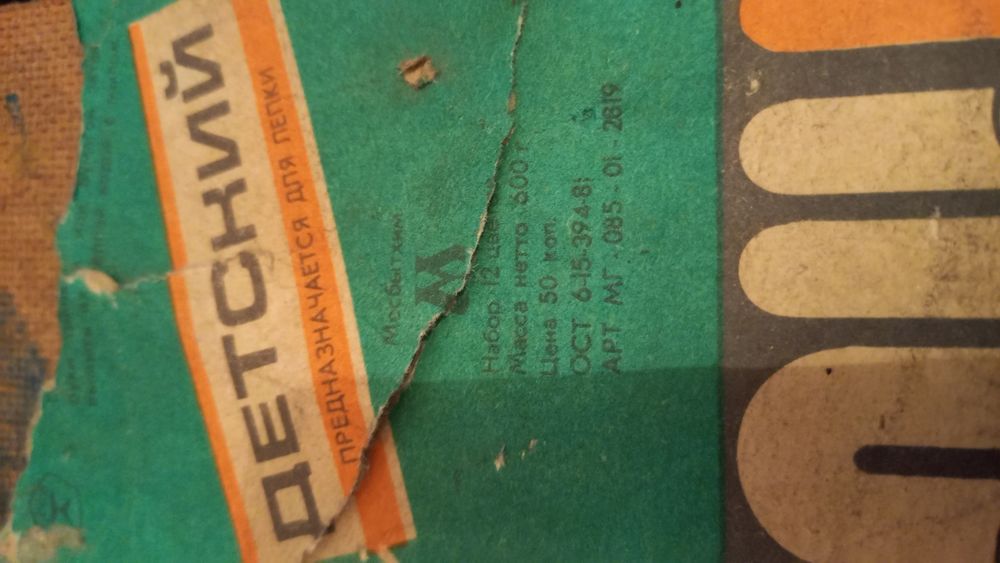 ДЕТСКИЙ
ПРЕДНАЗНАЧАЕТСЯ ДЛЯ ЛЕПКИ
Мосбытхим
М
Набор 12
Масса нетто 600 г
Цена 50 коп.
ОСТ 6-15-394-81
АРТ МГ-085-01-2819